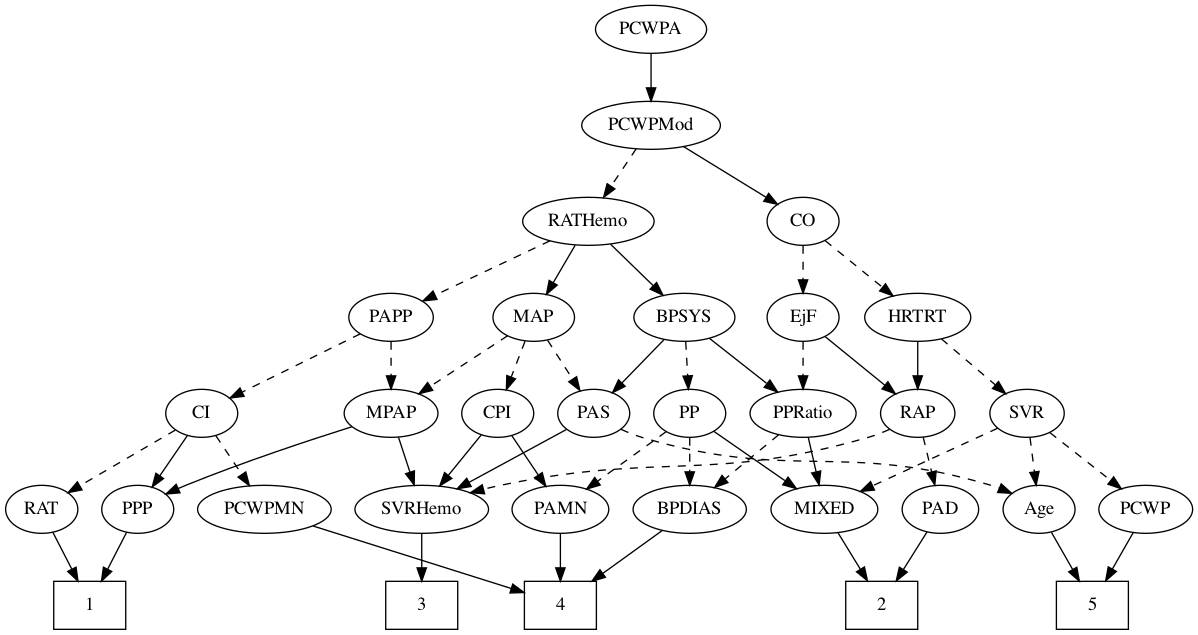 PCWPA
PCWPMod
RATHemo
CO
PAPP
MAP
BPSYS
EjF
HRTRT
CI
MPAP
CPI
PAS
PP
PPRatio
RAP
SVR
RAT
PPP
PCWPMN
SVRHemo
PAMN
BPDIAS
MIXED
PAD
Age
PCWP
1
3
4
2
5